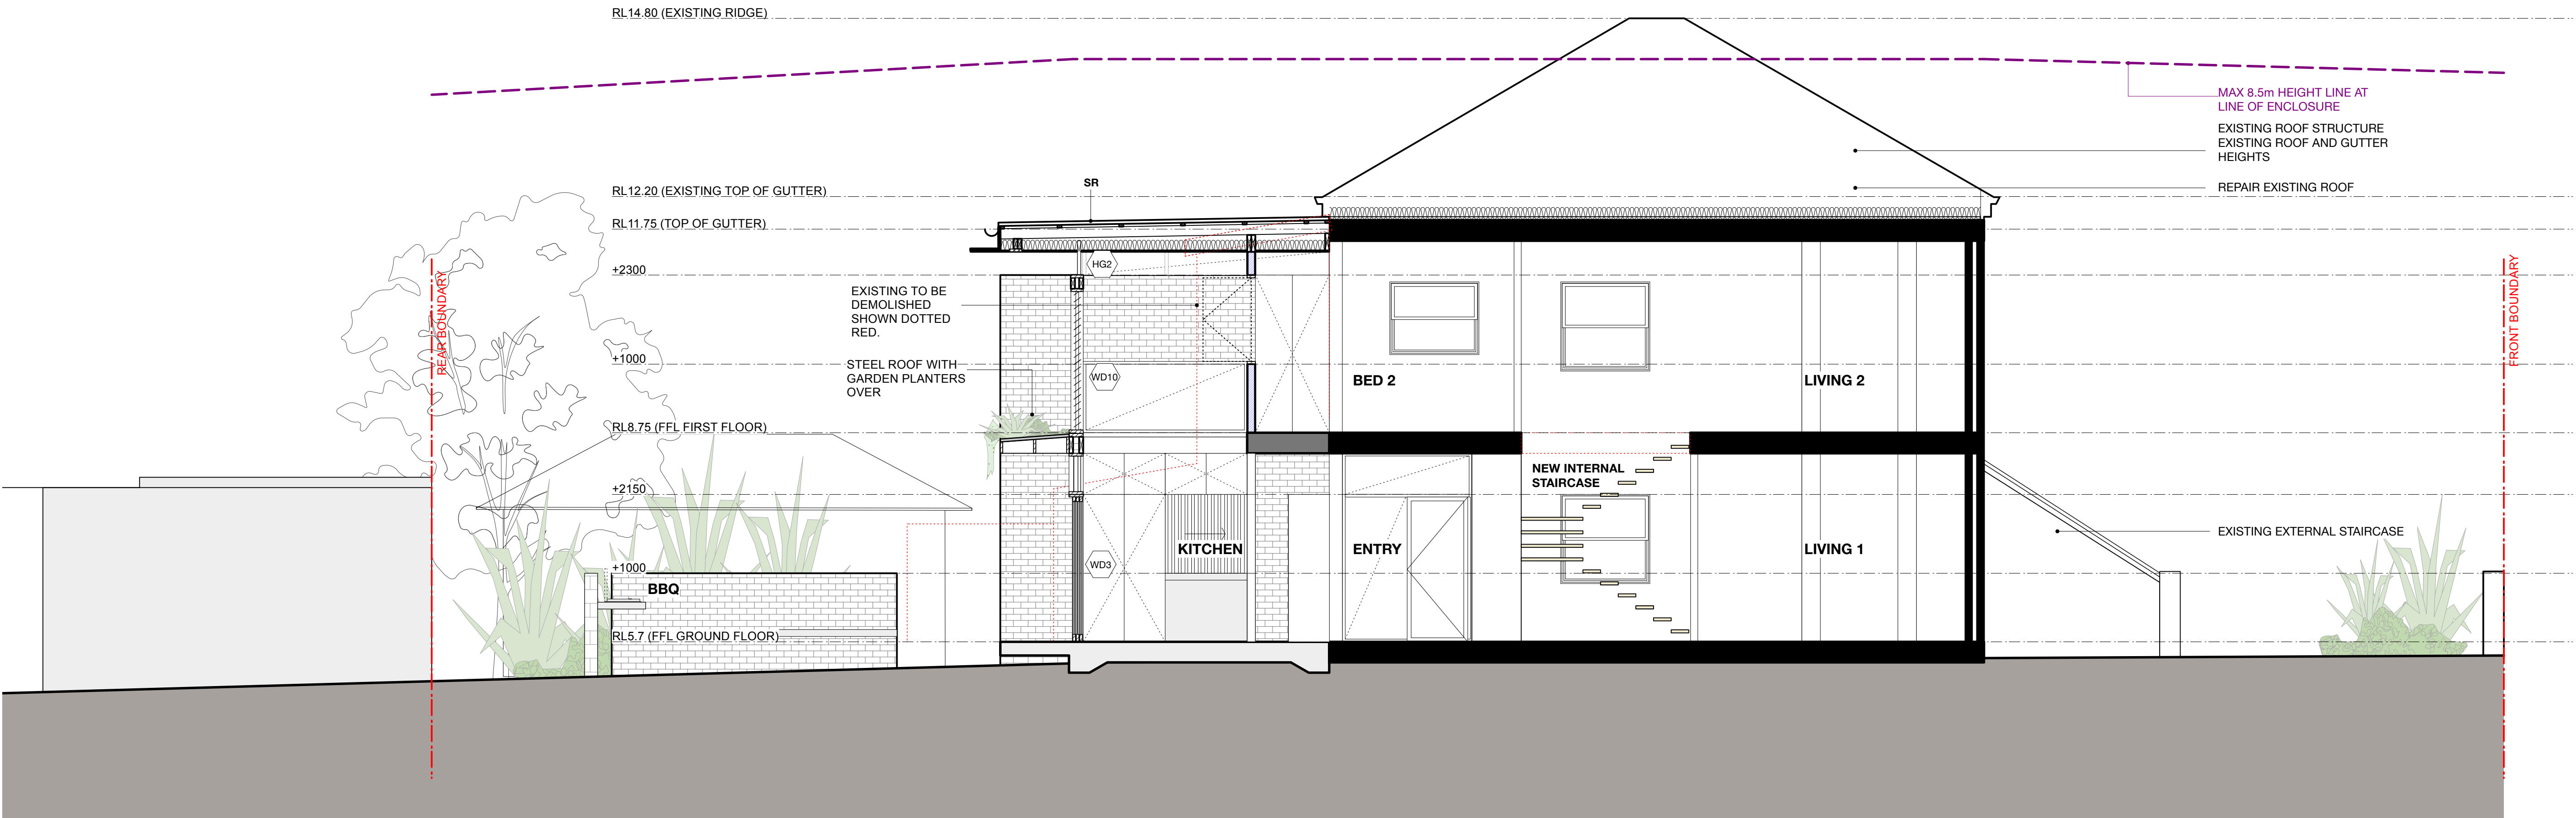 RL14.80 (EXISTING RIDGE)
MAX 8.5m HEIGHT LINE AT
LINE OF ENCLOSURE
EXISTING ROOF STRUCTURE
EXISTING ROOF AND GUTTER
HEIGHTS
REPAIR EXISTING ROOF
SR
RL12.20 (EXISTING TOP OF GUTTER)
RL11.75 (TOP OF GUTTER)
+2300
HG2
EXISTING TO BE
DEMOLISHED
SHOWN DOTTED
RED.
REAR BOUNDARY
FRONT BOUNDARY
+1000
STEEL ROOF WITH
GARDEN PLANTERS
OVER
WD10
BED 2
LIVING 2
RL8.75 (FFL FIRST FLOOR)
NEW INTERNAL
STAIRCASE
+2150
EXISTING EXTERNAL STAIRCASE
KITCHEN
ENTRY
LIVING 1
WD3
+1000
BBQ
RL5.7 (FFL GROUND FLOOR)